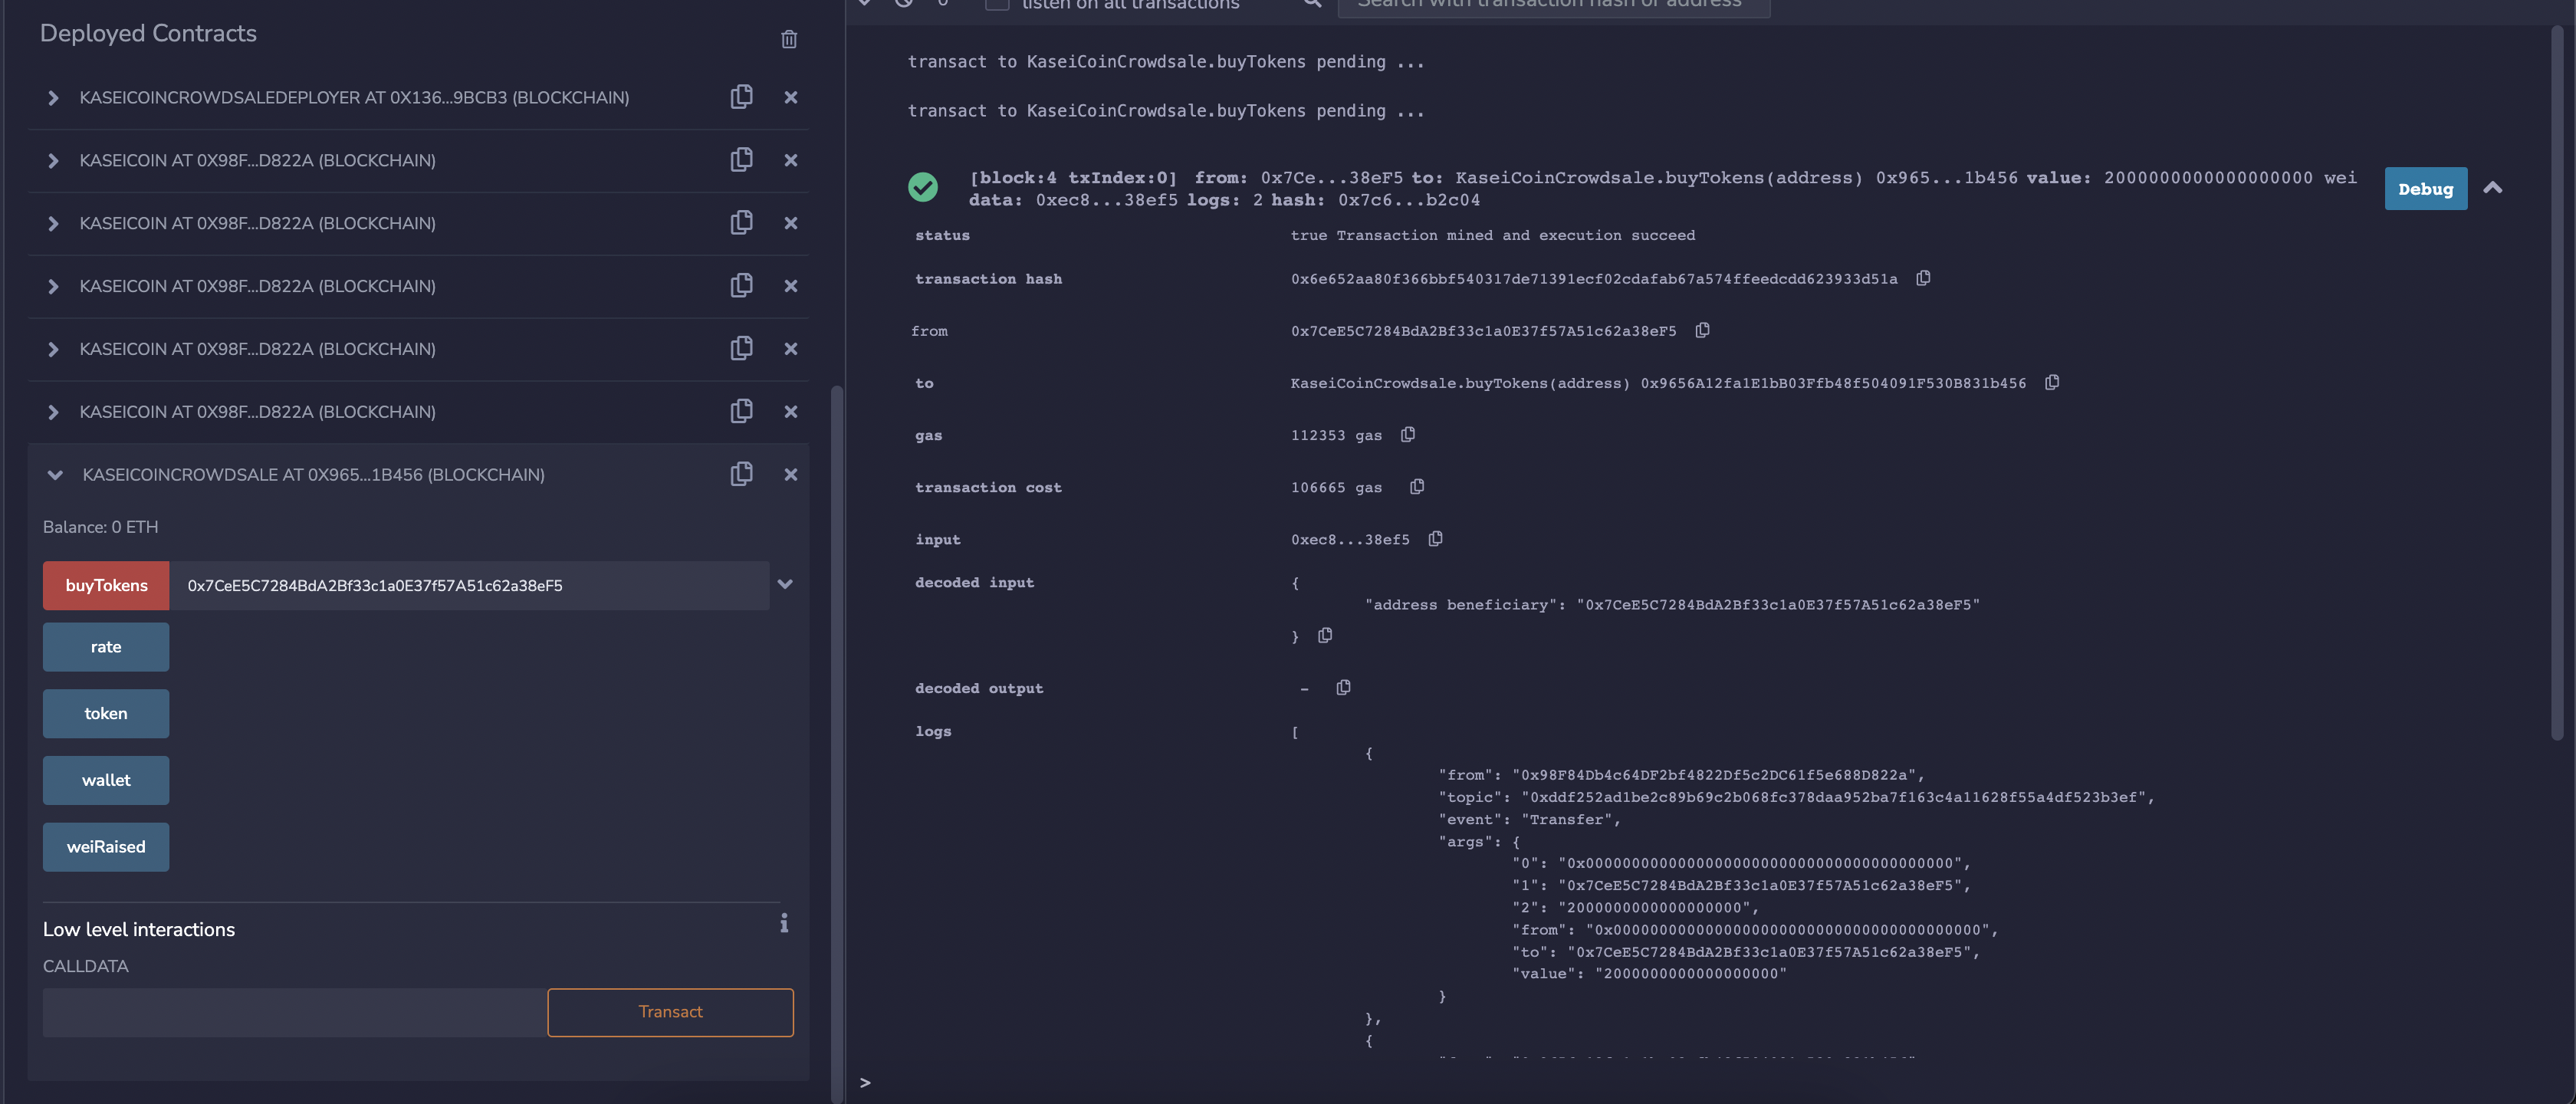 Deployed Contracts
KASEICOINCROWDSALEDEPLOYER AT 0X136...9BCB3 (BLOCKCHAIN)
KASEICOIN AT 0X98F...D822A (BLOCKCHAIN)
KASEICOIN AT 0X98F...D822A (BLOCKCHAIN)
KASEICOIN AT 0X98F...D822A (BLOCKCHAIN)
KASEICOIN AT 0X98F...D822A (BLOCKCHAIN)
KASEICOIN AT 0X98F...D822A (BLOCKCHAIN)
KASEICOINCROWDSALE AT 0X965...1B456 (BLOCKCHAIN)
Balance: 0 ETH
buyTokens 0x7CeE5C7284BdA2Bf33c1a0E37f57A51c62a38eF5
rate
token
wallet
weiRaised
Low level interactions
CALLDATA
Transact
0 listen on all transactions Search with transaction hash or address
transact to KaseiCoinCrowdsale.buyTokens pending ...
transact to KaseiCoinCrowdsale.buyTokens pending ...
[block:4 txIndex:0] from: 0x7Ce...38eF5 to: KaseiCoinCrowdsale.buyTokens(address) 0x965...1b456 value: 2000000000000000000 wei
data: 0xec8...38ef5 logs: 2 hash: 0x7c6...b2c04
Debug
status true Transaction mined and execution succeed
transaction hash 0x6e652aa80f366bbf540317de71391ecf02cdafab67a574ffeedcdd623933d51a
from 0x7CeE5C7284BdA2Bf33c1a0E37f57A51c62a38eF5
to KaseiCoinCrowdsale.buyTokens(address) 0x9656A12fa1E1bB03Ffb48f504091F530B831b456
gas 112353 gas
transaction cost 106665 gas
input 0xec8...38ef5
decoded input {
"address beneficiary": "0x7CeE5C7284BdA2Bf33c1a0E37f57A51c62a38eF5"
}
decoded output -
logs [
{
"from": "0x98F84Db4c64DF2bf4822Df5c2DC61f5e688D822a",
"topic": "0xddf252ad1be2c89b69c2b068fc378daa952ba7f163c4a11628f55a4df523b3ef",
"event": "Transfer",
"args": {
"0": "0x0000000000000000000000000000000000000000",
"1": "0x7CeE5C7284BdA2Bf33c1a0E37f57A51c62a38eF5",
"2": "2000000000000000000",
"from": "0x0000000000000000000000000000000000000000",
"to": "0x7CeE5C7284BdA2Bf33c1a0E37f57A51c62a38eF5",
"value": "2000000000000000000"
}
},
{
>